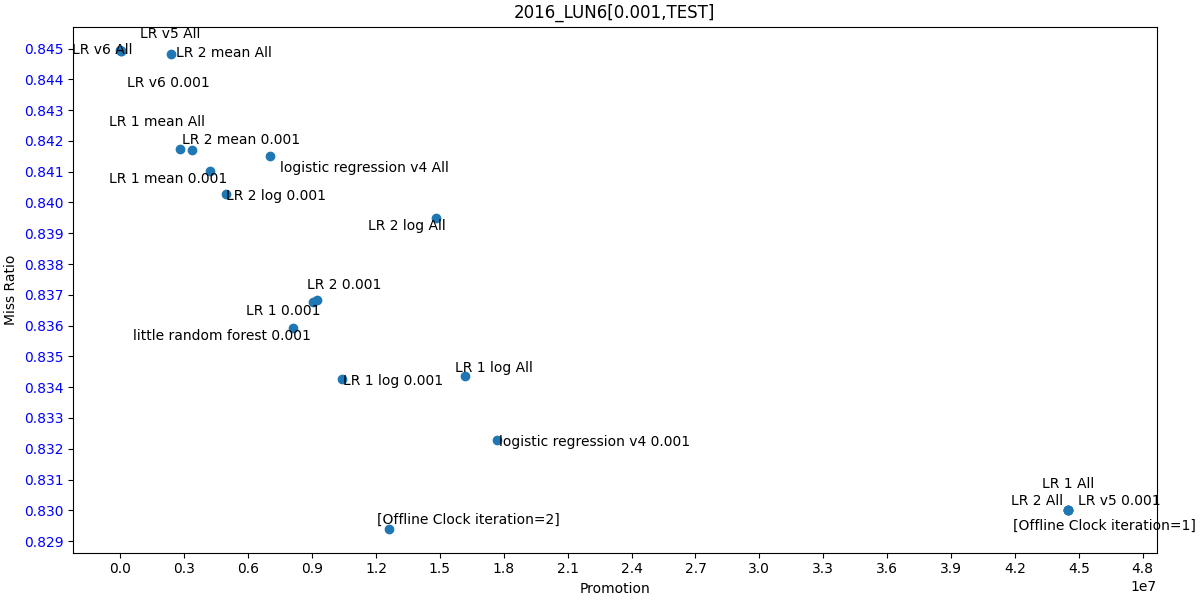 2016_LUN6[0.001,TEST]
LR v5 All
LR v6 All
LR 2 mean All
LR v6 0.001
LR 1 mean All
LR 2 mean 0.001
logistic regression v4 All
LR 1 mean 0.001
LR 2 log 0.001
LR 2 log All
LR 2 0.001
LR 1 0.001
little random forest 0.001
LR 1 log All
LR 1 log 0.001
logistic regression v4 0.001
LR 1 All
LR 2 All
LR v5 0.001
[Offline Clock iteration=2]
[Offline Clock iteration=1]
Miss Ratio
0.845
0.844
0.843
0.842
0.841
0.840
0.839
0.838
0.837
0.836
0.835
0.834
0.833
0.832
0.831
0.830
0.829
0.0 0.3 0.6 0.9 1.2 1.5 1.8 2.1 2.4 2.7 3.0 3.3 3.6 3.9 4.2 4.5 4.8
1e7
Promotion